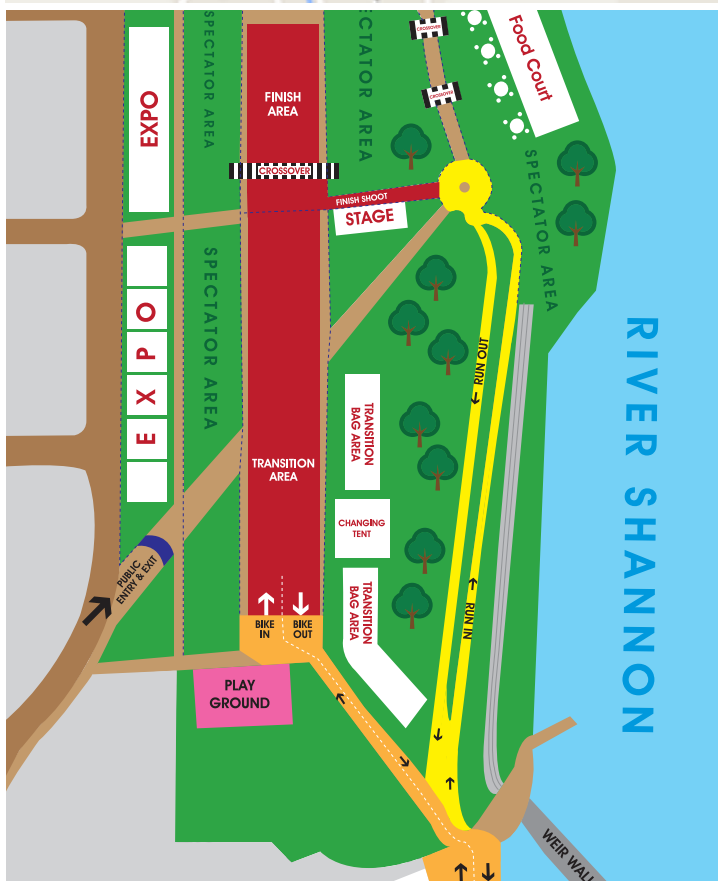 CROSSOVER
Food Court
CROSSOVER
EXPO
SPECTATOR AREA
FINISH
AREA
SPECTATOR AREA
CROSSOVER
FINISH SHOOT
STAGE
SPECTATOR AREA
EXPO
SPECTATOR AREA
RUN OUT
RIVER SHANNON
TRANSITION
BAG AREA
TRANSITION
AREA
CHANGING
TENT
PUBLIC
ENTRY & EXIT
BIKE
IN
BIKE
OUT
TRANSITION
BAG AREA
RUN IN
PLAY
GROUND
WEIR WALL